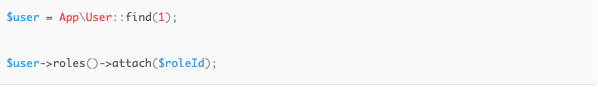 $user = App\User::find(1);
$user->roles()->attach($roleId);